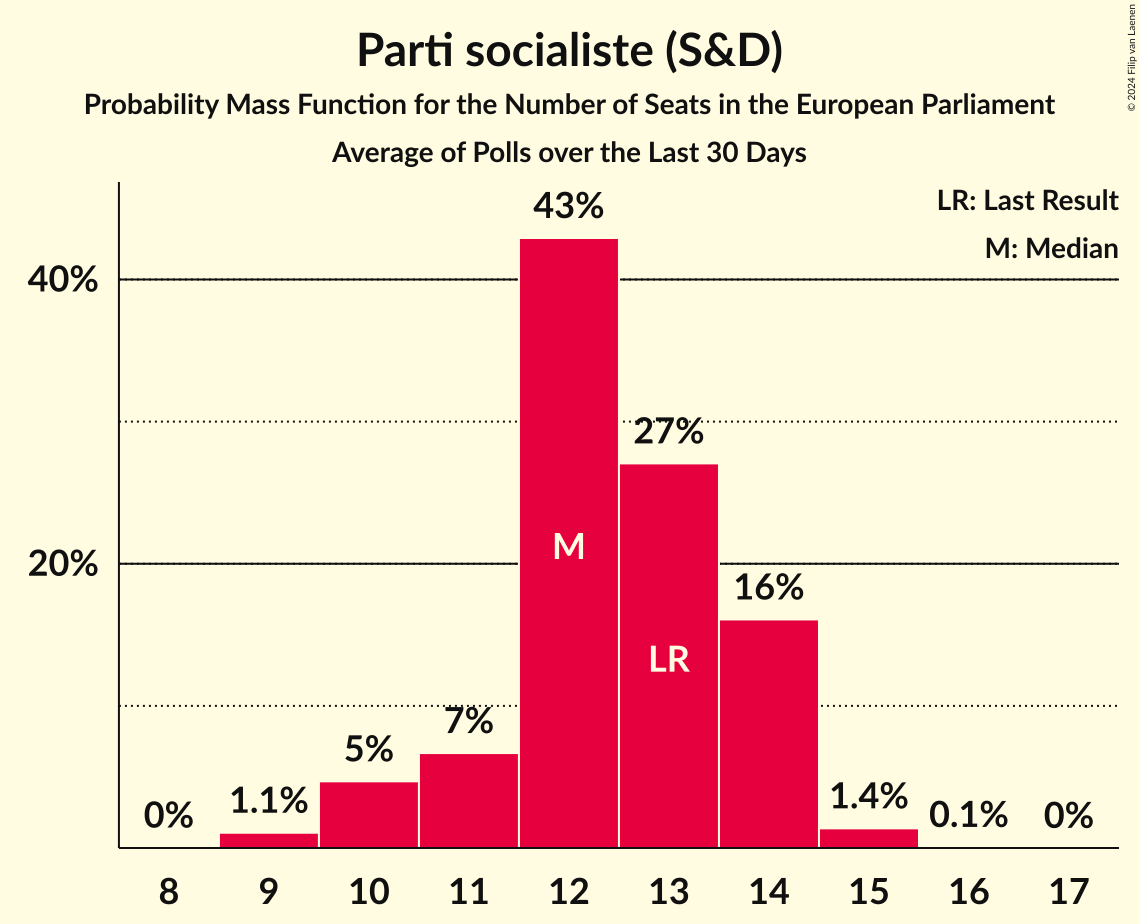 Parti socialiste (S&D)
Probability Mass Function for the Number of Seats in the European Parliament
Average of Polls over the Last 30 Days
© 2024 Filip van Laenen
LR: Last Result
M: Median
43%
40%
27%
M
20%
16%
LR
7%
5%
1.4%
1.1%
0%
0.1%
0%
8 9 10 11 12 13 14 15 16 17